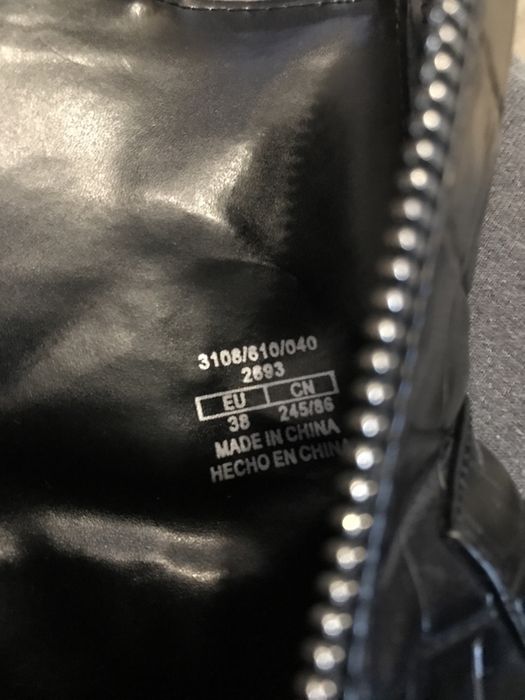 3106/610/040
2693
EU CN
38 245/86
MADE IN CHINA
HECHO EN CHINA